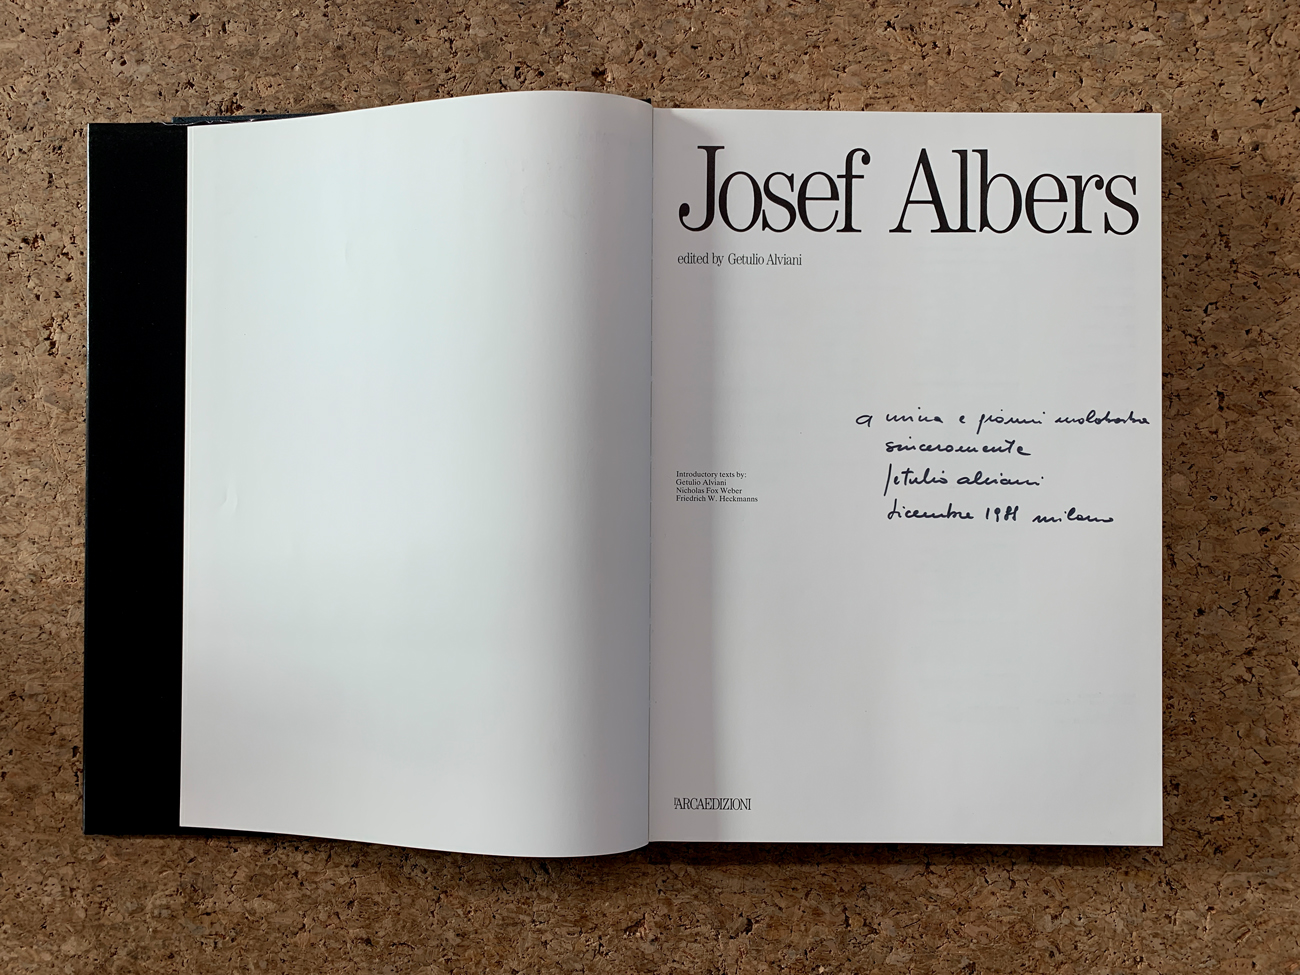 Josef Albers
edited by Getulio Alviani
Introductory texts by:
Getulio Alviani
Nicholas Fox Weber
Friedrich W. Heckmanns
a mina e gianni
sinceramente
getulio alviani
dicembre 1988 milano
l'ARCAEDIZIONI